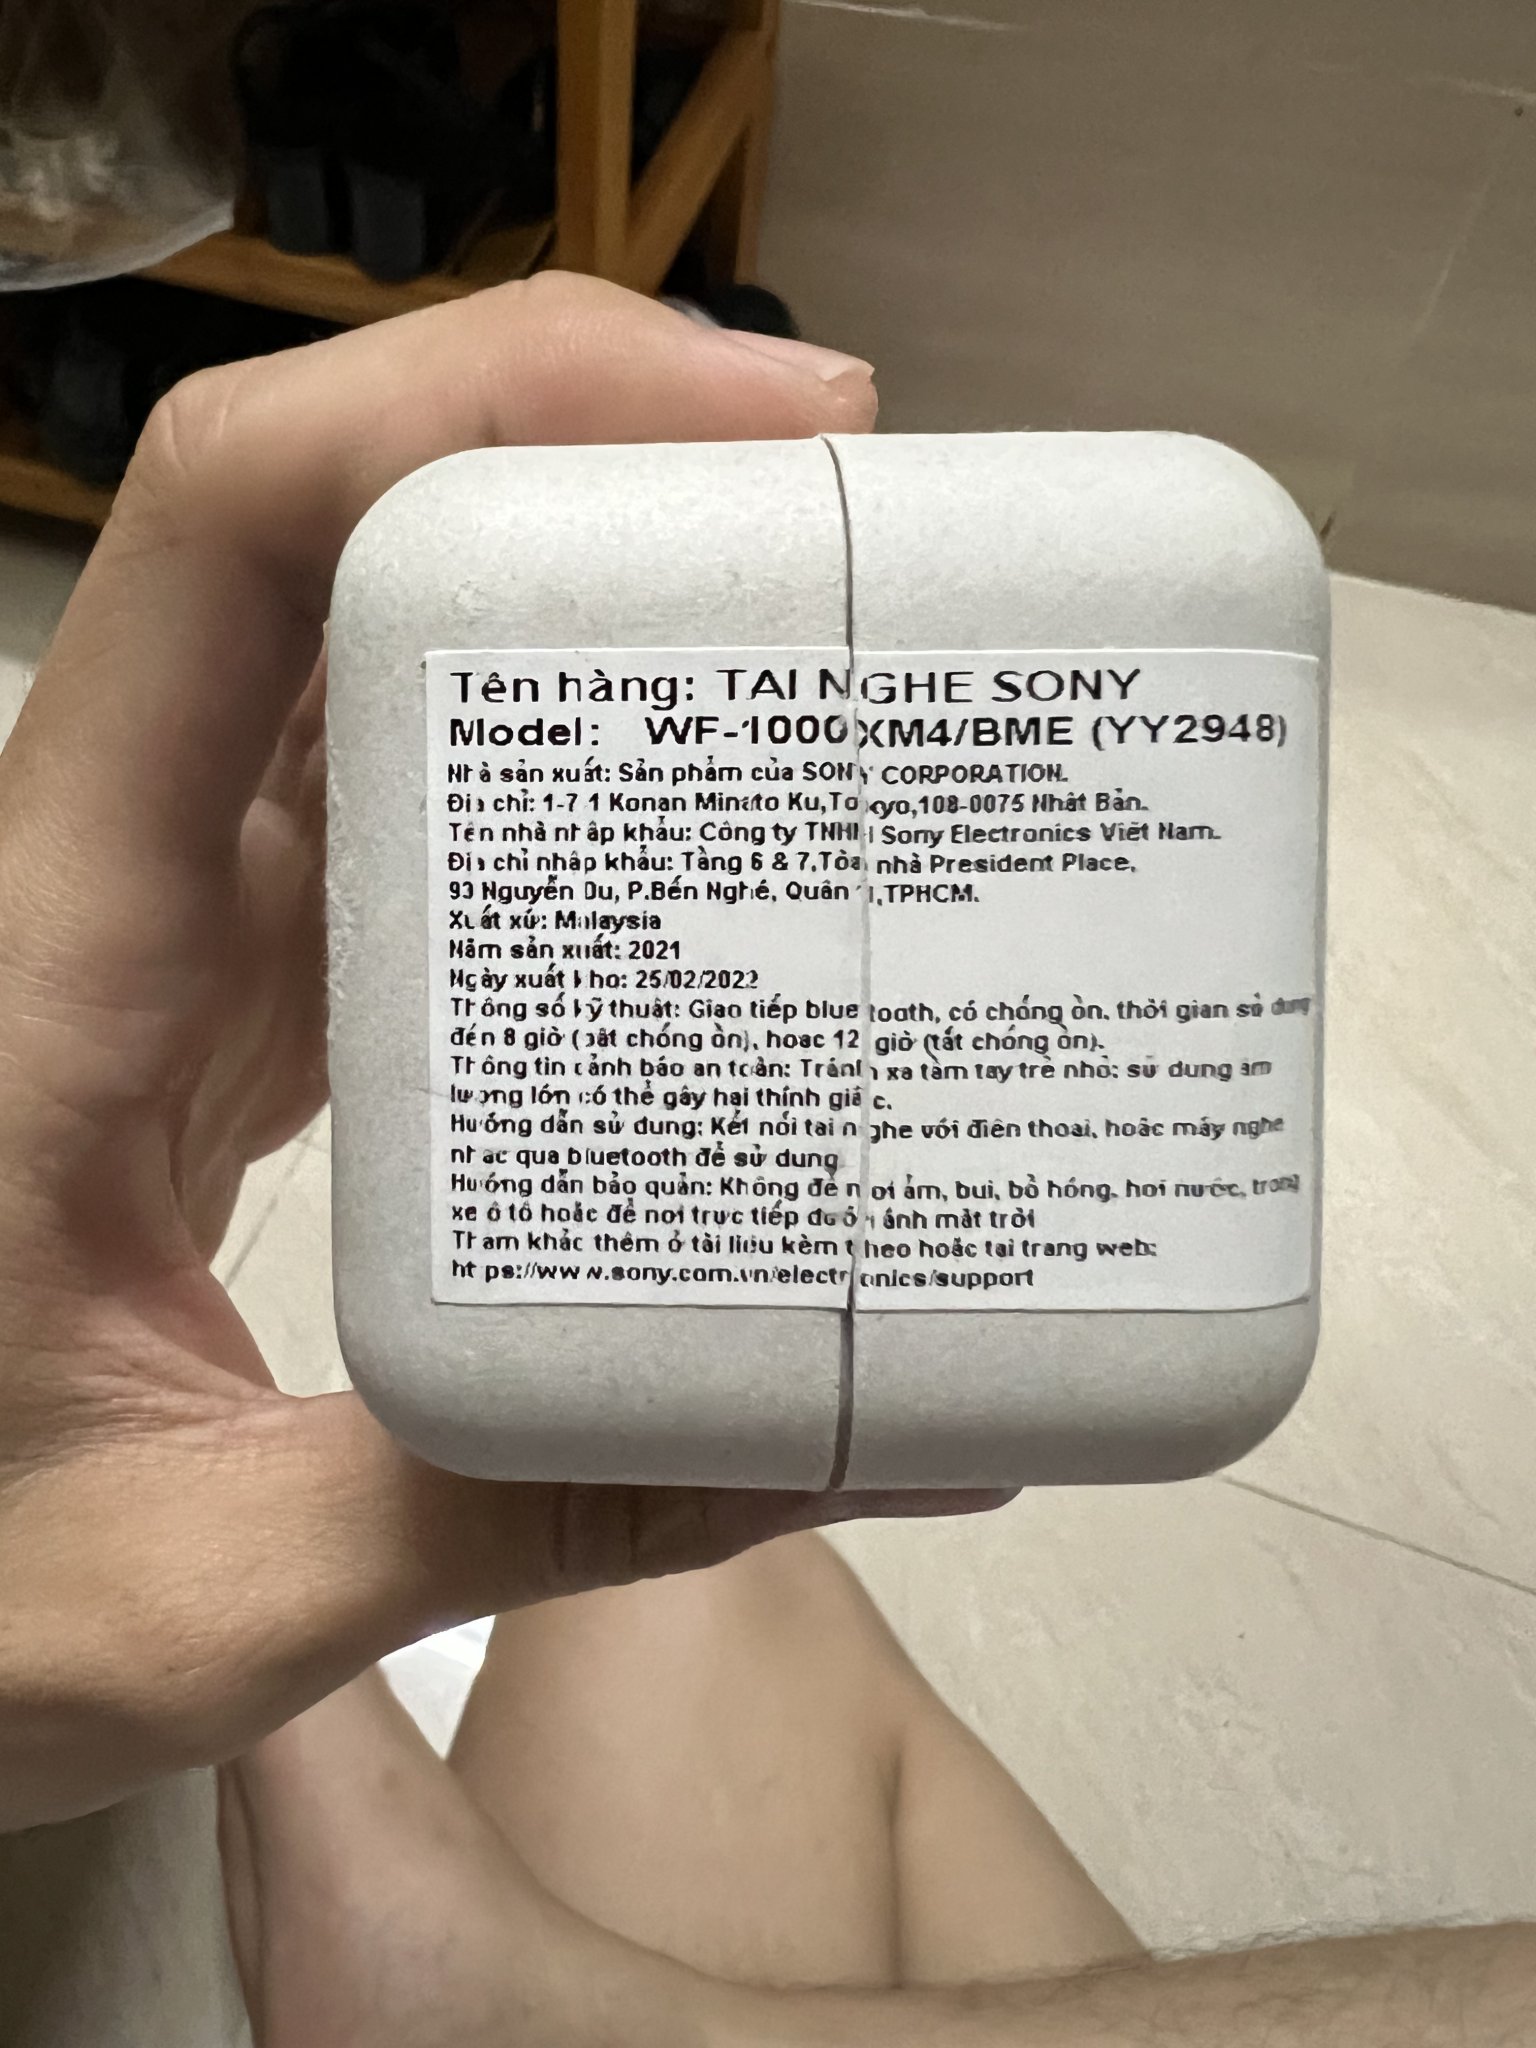 Tên hàng: TAI NGHE SONY
Model: WF-1000XM4/BME (YY2948)
Nhà sản xuất: Sản phẩm của SONY CORPORATION.
Địa chỉ: 1-7-1 Konan Minato Ku,Tokyo,108-0075 Nhật Bản.
Tên nhà nhập khẩu: Công ty TNHH Sony Electronics Việt Nam.
Địa chỉ nhập khẩu: Tầng 6 & 7,Tòa nhà President Place,
93 Nguyễn Du, P.Bến Nghé, Quận 1,TPHCM.
Xuất xứ: Malaysia
Năm sản xuất: 2021
Ngày xuất kho: 25/02/2022
Thông số kỹ thuật: Giao tiếp bluetooth, có chống ồn, thời gian sử dụng
đến 8 giờ (bật chống ồn), hoặc 12 giờ (tắt chống ồn).
Thông tin cảnh báo an toàn: Tránh xa tầm tay trẻ nhỏ; sử dụng âm
lượng lớn có thể gây hại thính giác.
Hướng dẫn sử dụng: Kết nối tai nghe với điện thoại, hoặc máy nghe
nhạc qua bluetooth để sử dụng
Hướng dẫn bảo quản: Không để nơi ẩm, bụi, bồ hóng, hơi nước, trong
xe ô tô hoặc để nơi trực tiếp dưới ánh mặt trời
Tham khảo thêm ở tài liệu kèm theo hoặc tại trang web:
https://www.sony.com.vn/electronics/support